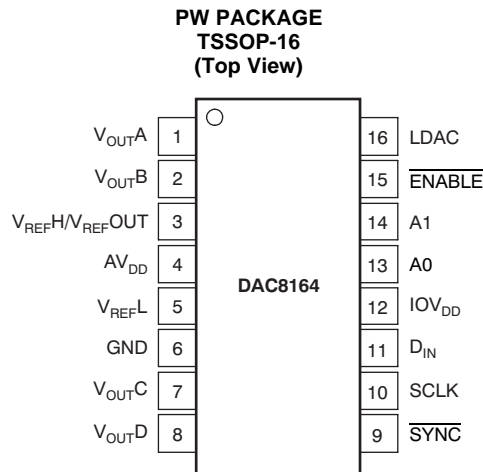 PW PACKAGE
TSSOP-16
(Top View)
VOUTA 1 16 LDAC
VOUTB 2 15 ENABLE
VREFH/VREFOUT 3 14 A1
AVDD 4 13 A0
DAC8164
VREFL 5 12 IOVDD
GND 6 11 DIN
VOUTC 7 10 SCLK
VOUTD 8 9 SYNC